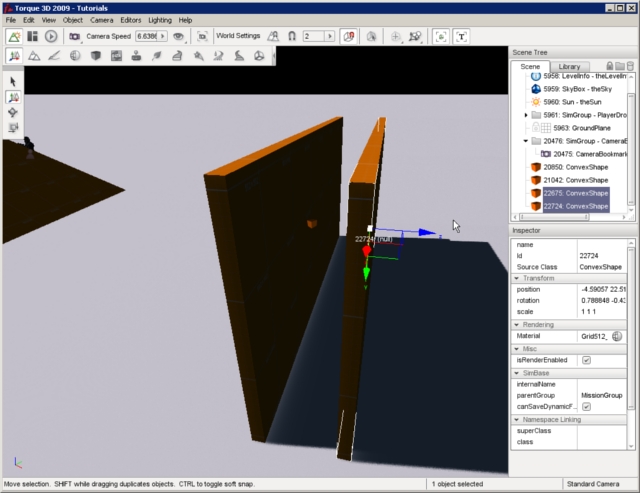 Torque 3D 2009 - Tutorials
File Edit View Object Camera Editors Lighting Help
Camera Speed 6.6386 World Settings 2
Scene Tree
Scene Library
5958: LevelInfo - theLevelIn
5959: SkyBox - theSky
5960: Sun - theSun
5961: SimGroup - PlayerDro
5963: GroundPlane
20476: SimGroup - CameraB
20475: CameraBookmark
20850: ConvexShape
21042: ConvexShape
22675: ConvexShape
22724: ConvexShape
22724: (null)
Inspector
name
Id 22724
Source Class ConvexShape
Transform
position -4.59057 22.51
rotation 0.788848 -0.43
scale 1 1 1
Rendering
Material Grid512_
Misc
isRenderEnabled
SimBase
internalName
parentGroup MissionGroup
canSaveDynamicF...
Namespace Linking
superClass
class
Move selection. SHIFT while dragging duplicates objects. CTRL to toggle soft snap. 1 object selected Standard Camera